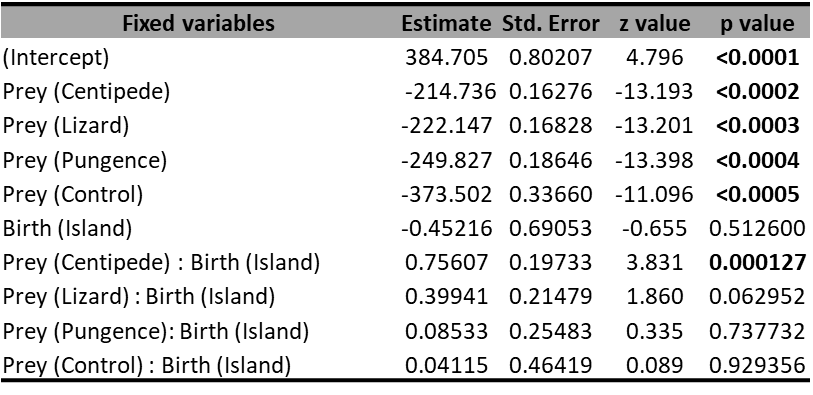 Fixed variables Estimate Std. Error z value p value
(Intercept) 384.705 0.80207 4.796 <0.0001
Prey (Centipede) -214.736 0.16276 -13.193 <0.0002
Prey (Lizard) -222.147 0.16828 -13.201 <0.0003
Prey (Pungence) -249.827 0.18646 -13.398 <0.0004
Prey (Control) -373.502 0.33660 -11.096 <0.0005
Birth (Island) -0.45216 0.69053 -0.655 0.512600
Prey (Centipede) : Birth (Island) 0.75607 0.19733 3.831 0.000127
Prey (Lizard) : Birth (Island) 0.39941 0.21479 1.860 0.062952
Prey (Pungence): Birth (Island) 0.08533 0.25483 0.335 0.737732
Prey (Control) : Birth (Island) 0.04115 0.46419 0.089 0.929356